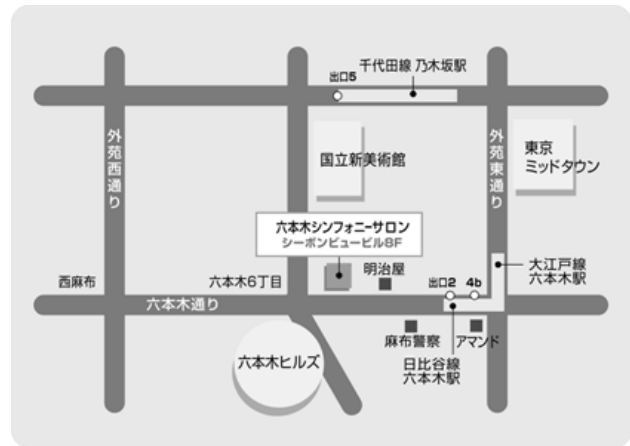 千代田線 乃木坂駅
出口5
外苑西通り
外苑東通り
国立新美術館
東京
ミッドタウン
六本木シンフォニーサロン
シーボンビュービル8F
西麻布
六本木6丁目
明治屋
出口2
4b
大江戸線
六本木駅
六本木通り
麻布警察
アマンド
六本木ヒルズ
日比谷線
六本木駅